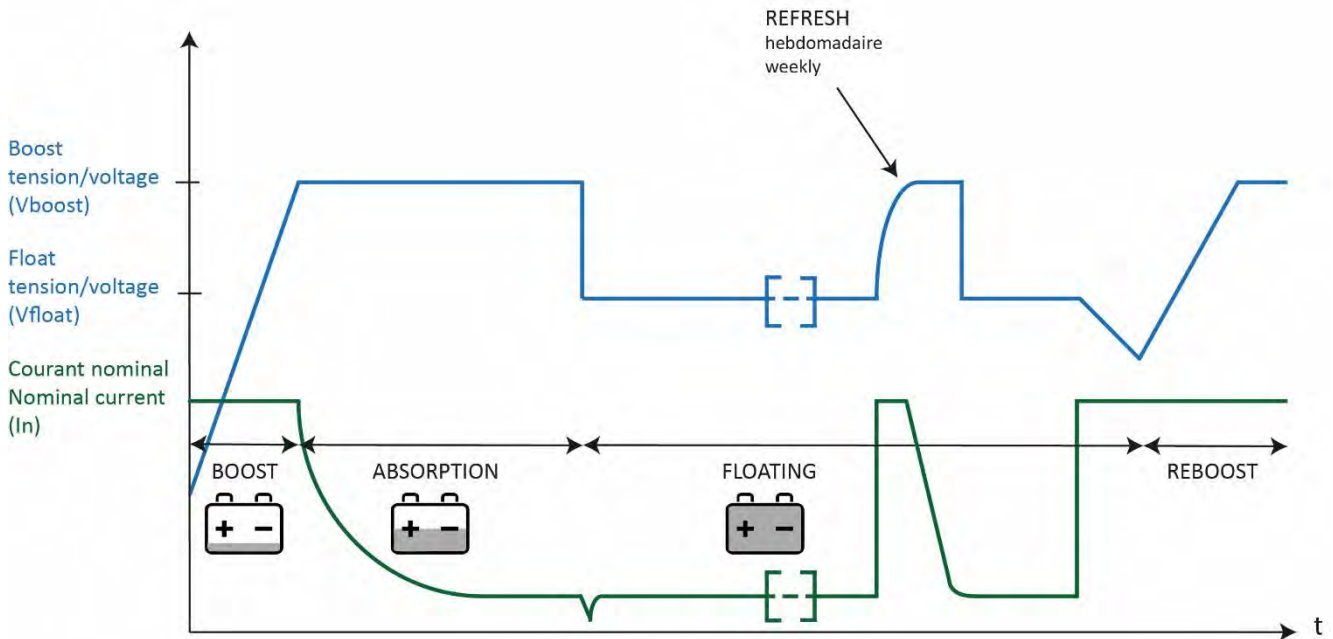 REFRESH
hebdomadaire
weekly
Boost
tension/voltage
(Vboost)
Float
tension/voltage
(Vfloat)
Courant nominal
Nominal current
(In)
BOOST
ABSORPTION
FLOATING
REBOOST
+ −
+ −
+ −
t